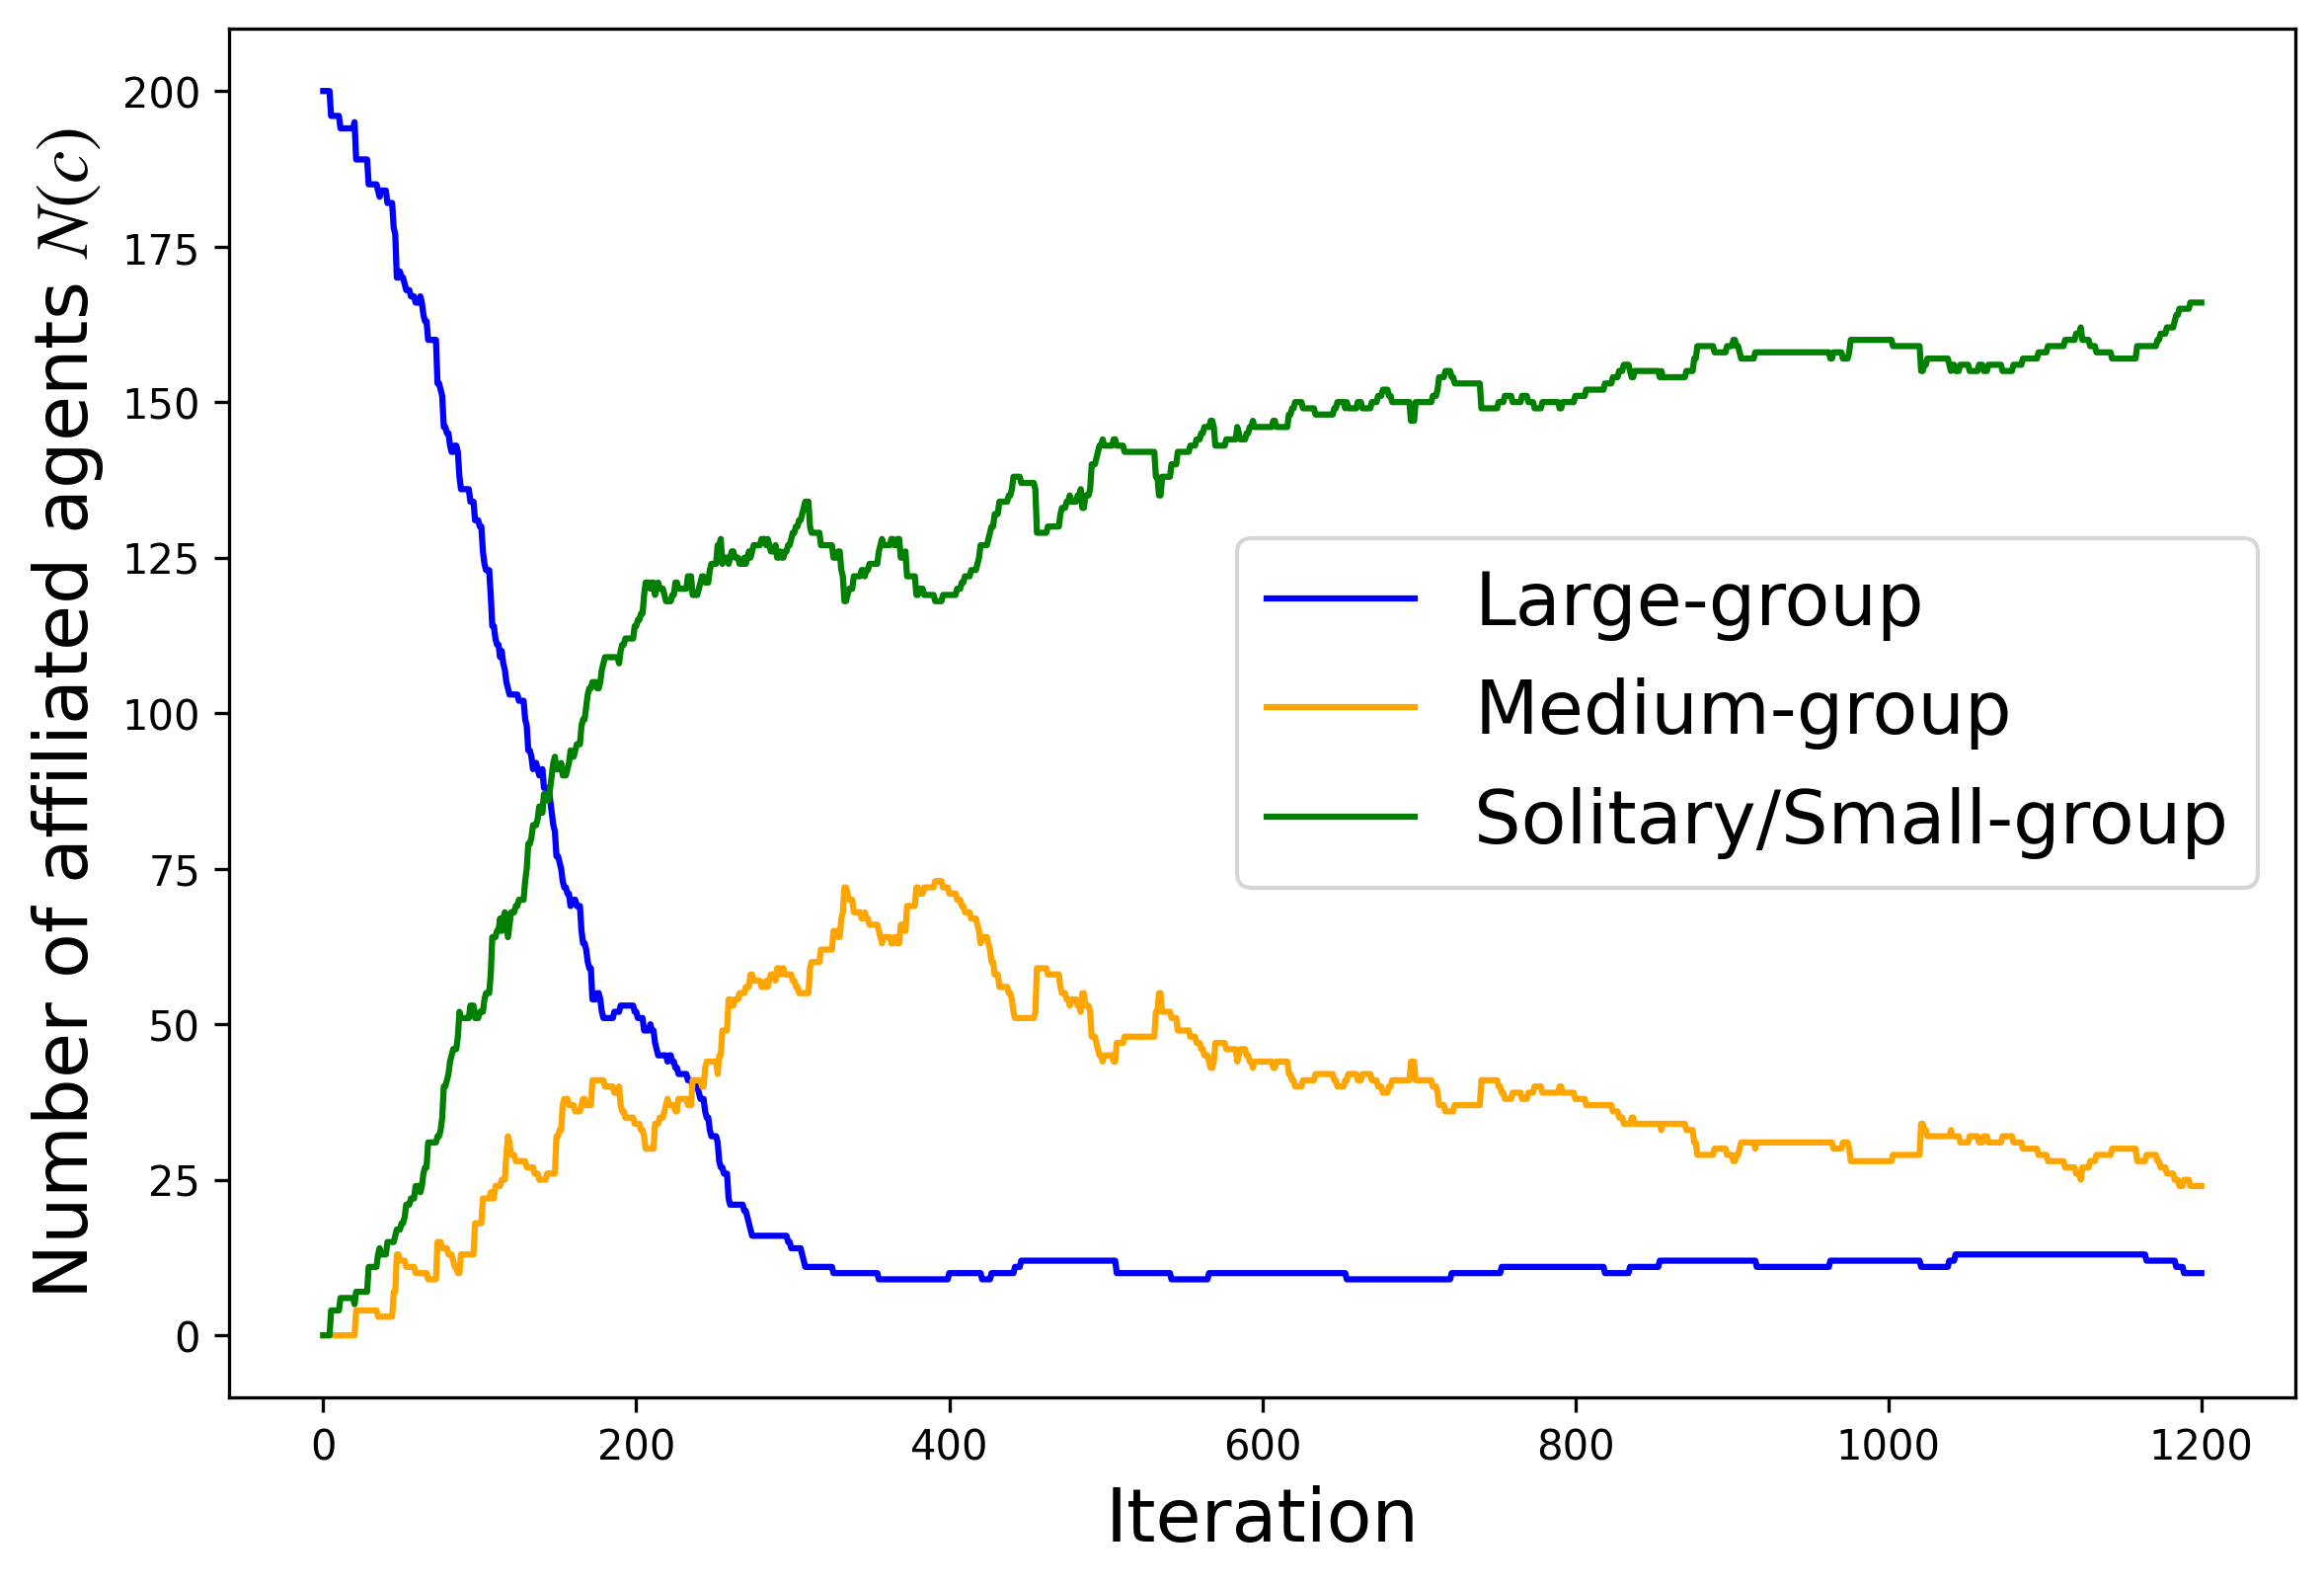 Number of affiliated agents N(c)
200
175
150
125
100
75
50
25
0
Large-group
Medium-group
Solitary/Small-group
0 200 400 600 800 1000 1200
Iteration